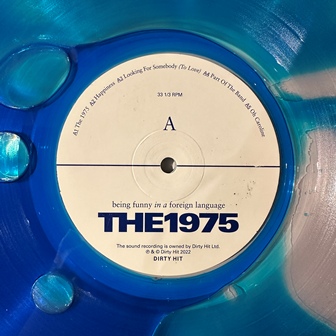 A1 The 1975 A2 Happiness A3 Looking For Somebody (To Love) A4 Part Of The Band A5 Oh Caroline
33 1/3 RPM
A
being funny in a foreign language
THE1975
The sound recording is owned by Dirty Hit Ltd.
℗ & © Dirty Hit 2022
DIRTY HIT